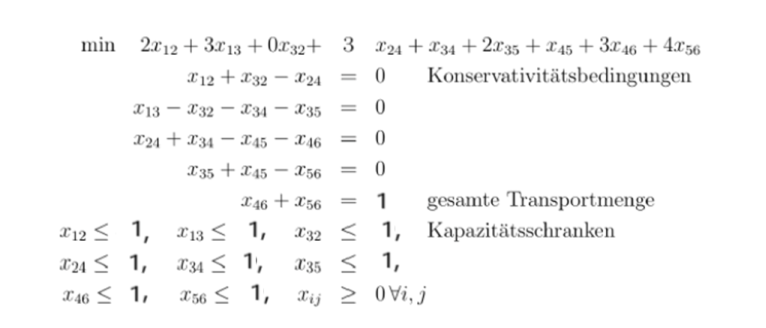 min 2x₁₂ + 3x₁₃ + 0x₃₂+ 3 x₂₄ + x₃₄ + 2x₃₅ + x₄₅ + 3x₄₆ + 4x₅₆
x₁₂ + x₃₂ − x₂₄ = 0 Konservativitätsbedingungen
x₁₃ − x₃₂ − x₃₄ − x₃₅ = 0
x₂₄ + x₃₄ − x₄₅ − x₄₆ = 0
x₃₅ + x₄₅ − x₅₆ = 0
x₄₆ + x₅₆ = 1 gesamte Transportmenge
x₁₂ ≤ 1, x₁₃ ≤ 1, x₃₂ ≤ 1, Kapazitätsschranken
x₂₄ ≤ 1, x₃₄ ≤ 1, x₃₅ ≤ 1,
x₄₆ ≤ 1, x₅₆ ≤ 1, xᵢⱼ ≥ 0 ∀i, j